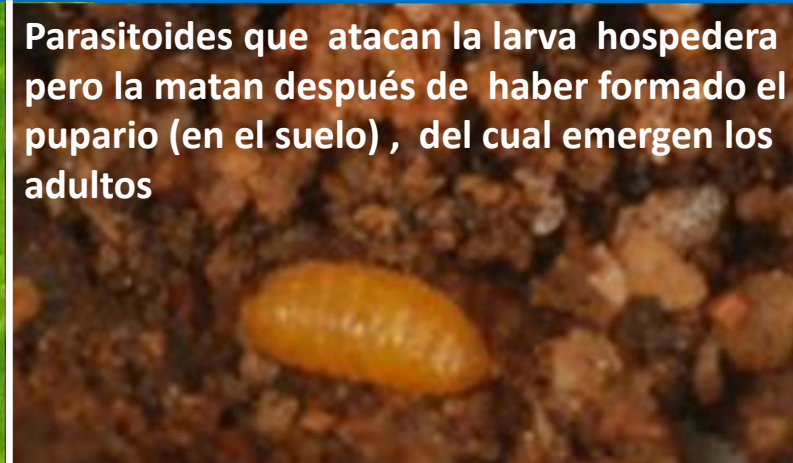 Parasitoides que atacan la larva hospedera
pero la matan después de haber formado el
pupario (en el suelo) , del cual emergen los
adultos